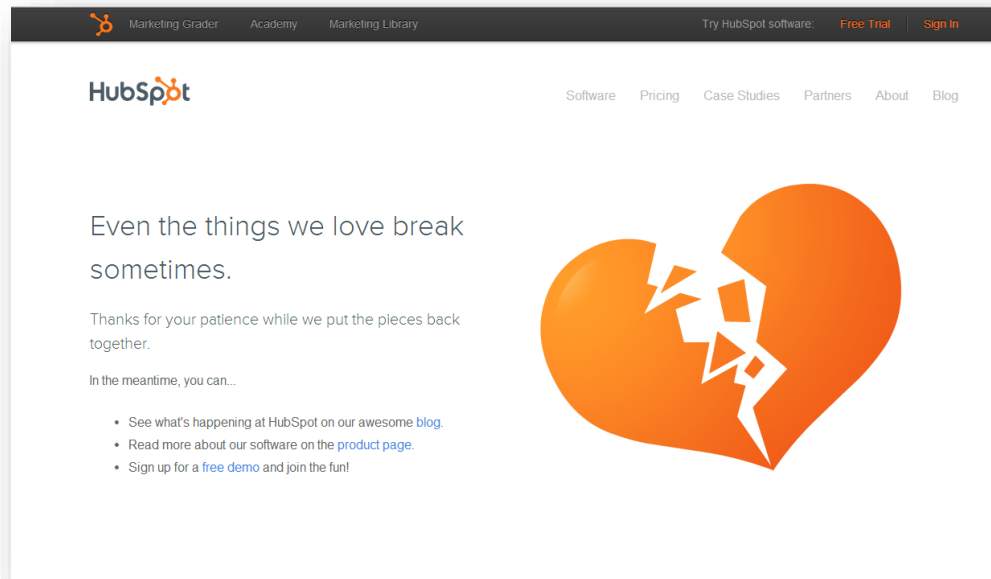 Marketing Grader Academy Marketing Library Try HubSpot software: Free Trial Sign In
HubSpot
Software Pricing Case Studies Partners About Blog
Even the things we love break
sometimes.
Thanks for your patience while we put the pieces back
together.
In the meantime, you can...
• See what's happening at HubSpot on our awesome blog.
• Read more about our software on the product page.
• Sign up for a free demo and join the fun!